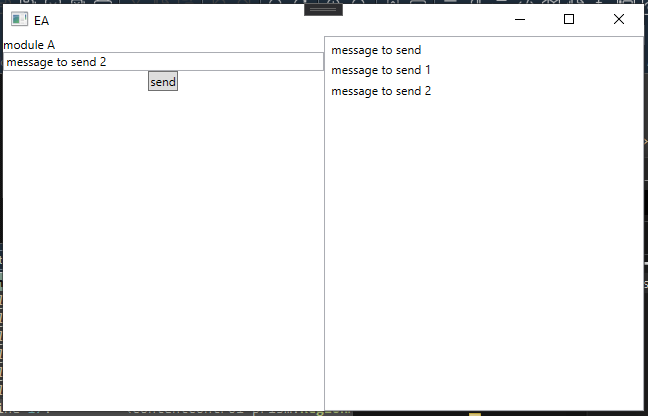 EA
module A
message to send 2
send
message to send
message to send 1
message to send 2